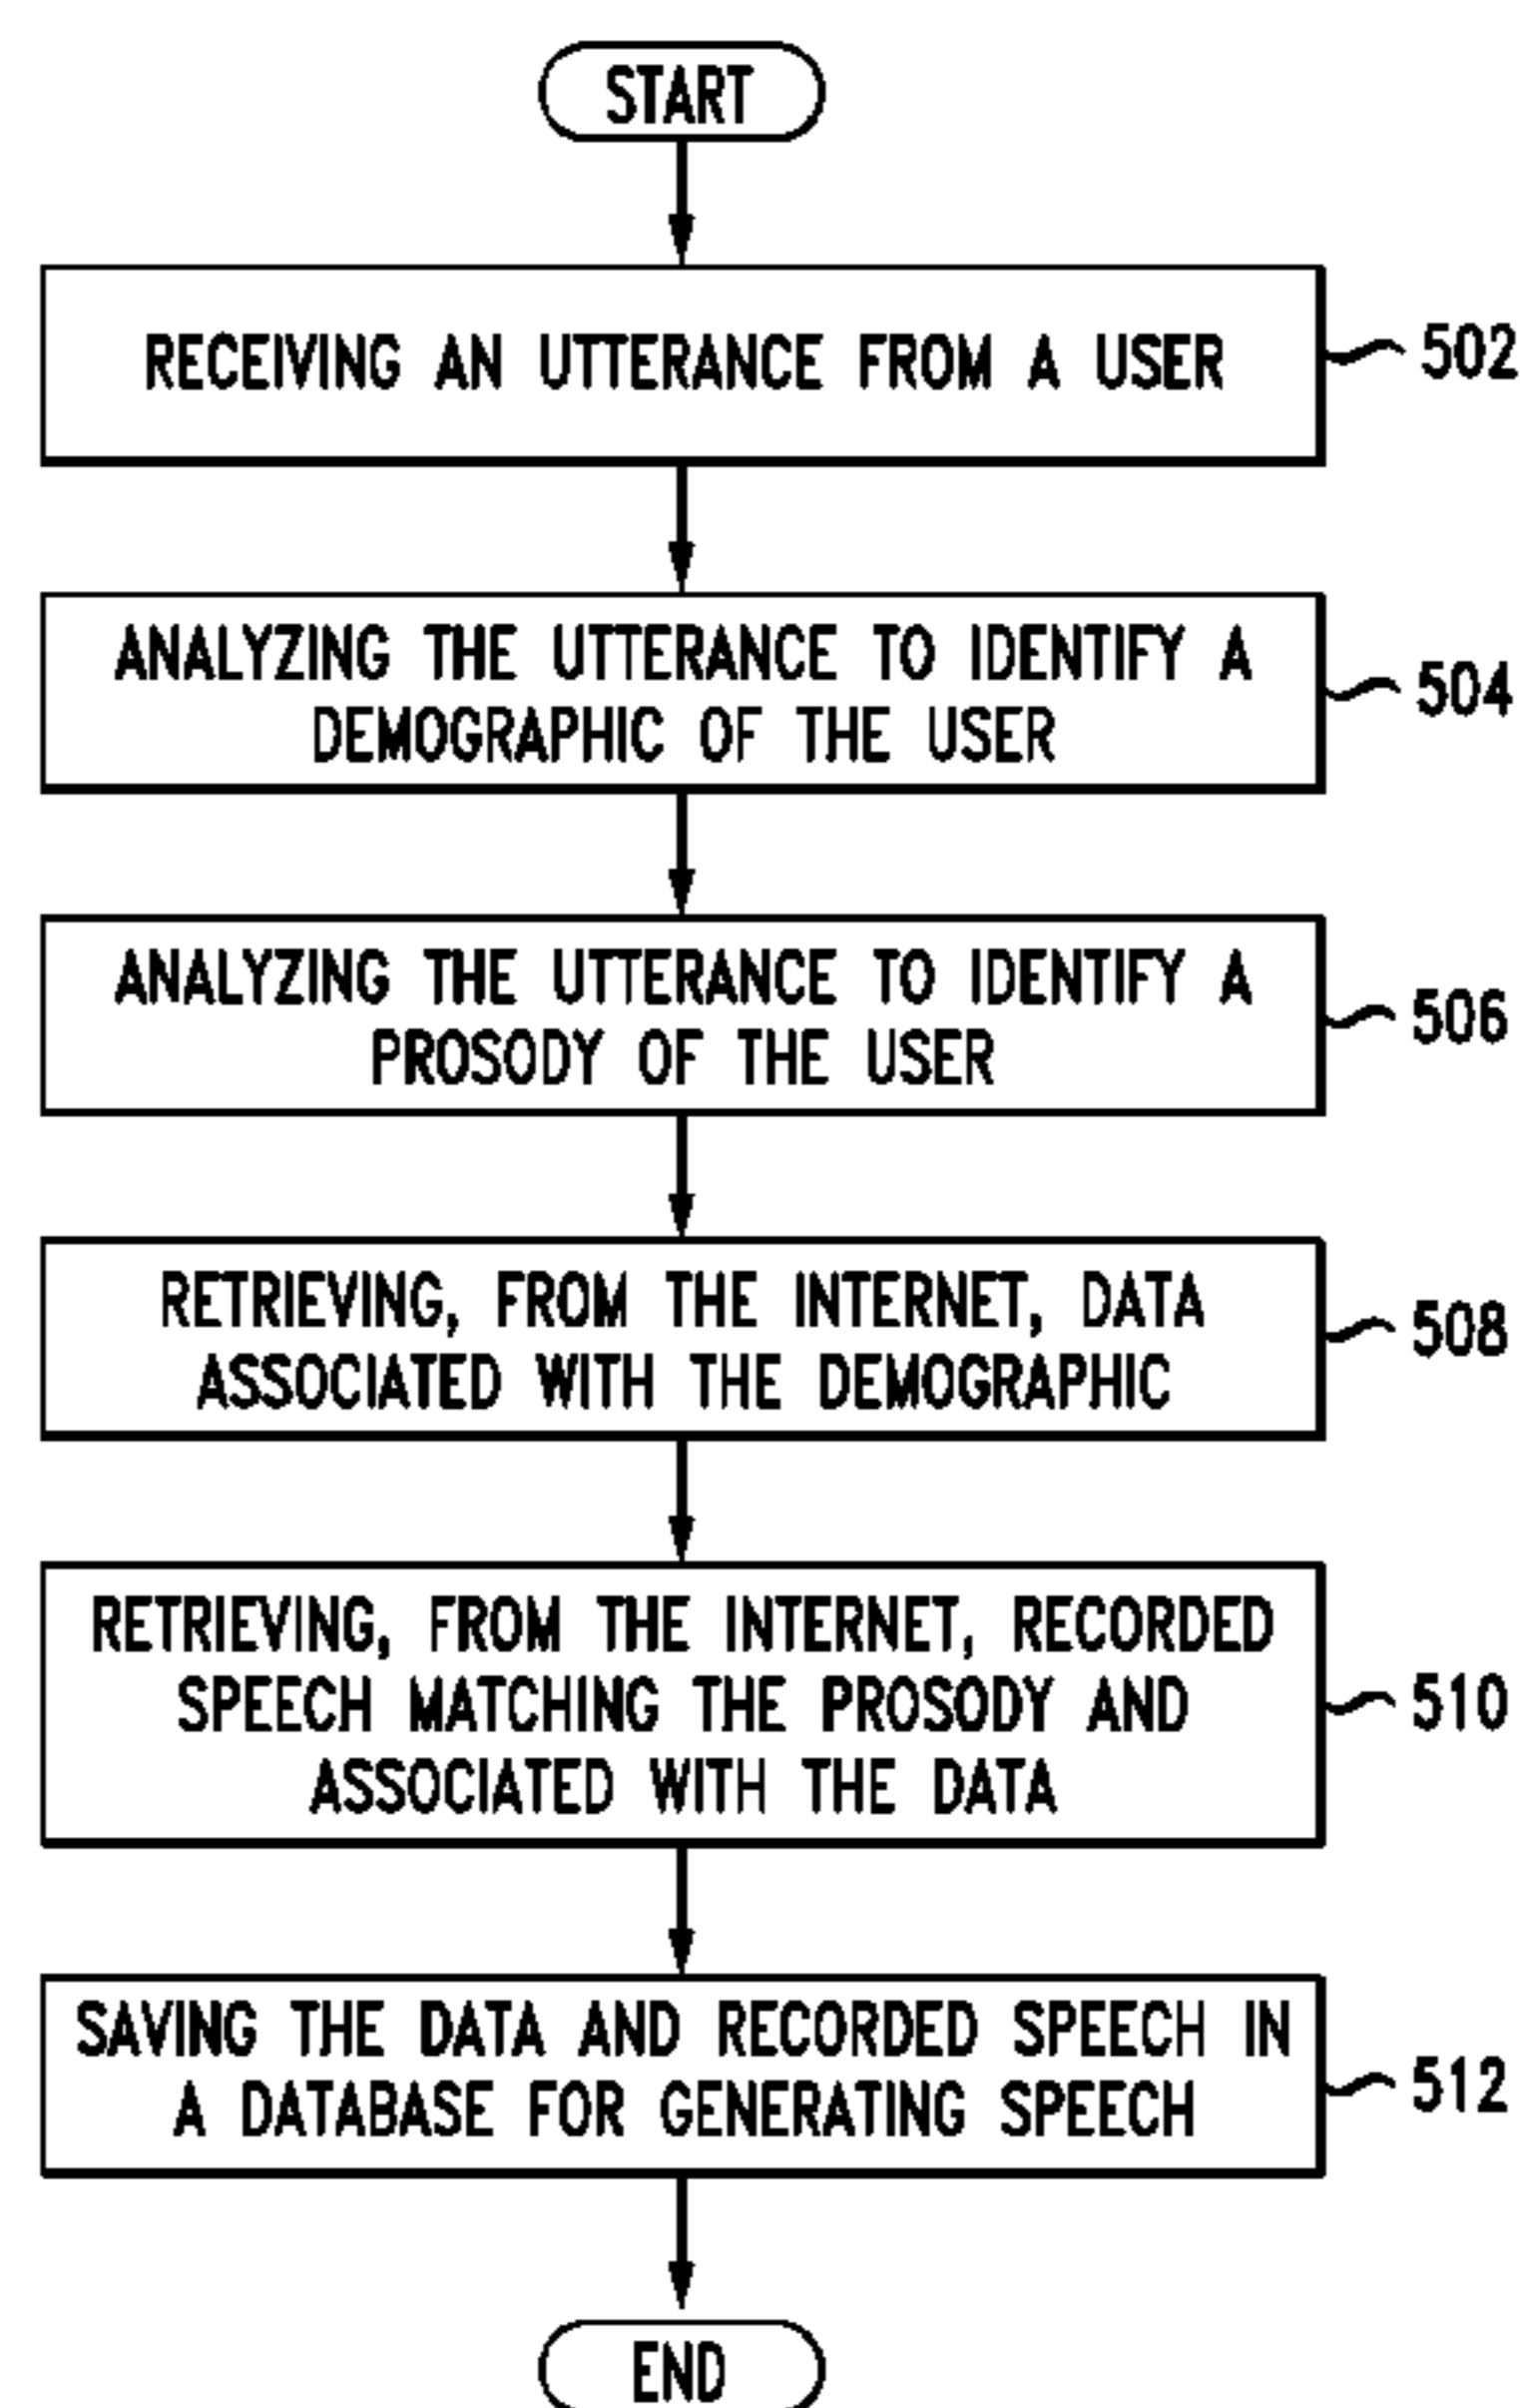 START
RECEIVING AN UTTERANCE FROM A USER
502
ANALYZING THE UTTERANCE TO IDENTIFY A
DEMOGRAPHIC OF THE USER
504
ANALYZING THE UTTERANCE TO IDENTIFY A
PROSODY OF THE USER
506
RETRIEVING, FROM THE INTERNET, DATA
ASSOCIATED WITH THE DEMOGRAPHIC
508
RETRIEVING, FROM THE INTERNET, RECORDED
SPEECH MATCHING THE PROSODY AND
ASSOCIATED WITH THE DATA
510
SAVING THE DATA AND RECORDED SPEECH IN
A DATABASE FOR GENERATING SPEECH
512
END